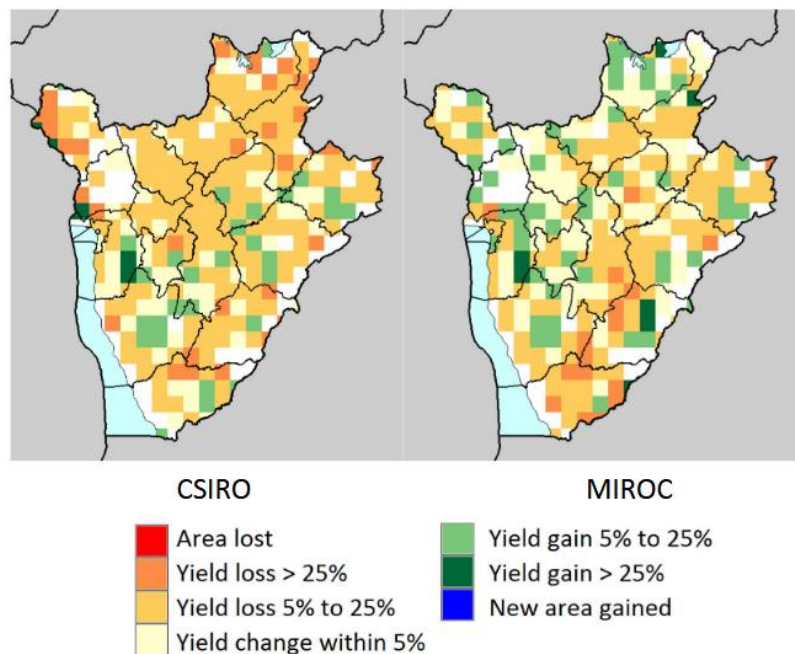 CSIRO
MIROC
Area lost
Yield loss > 25%
Yield loss 5% to 25%
Yield change within 5%
Yield gain 5% to 25%
Yield gain > 25%
New area gained